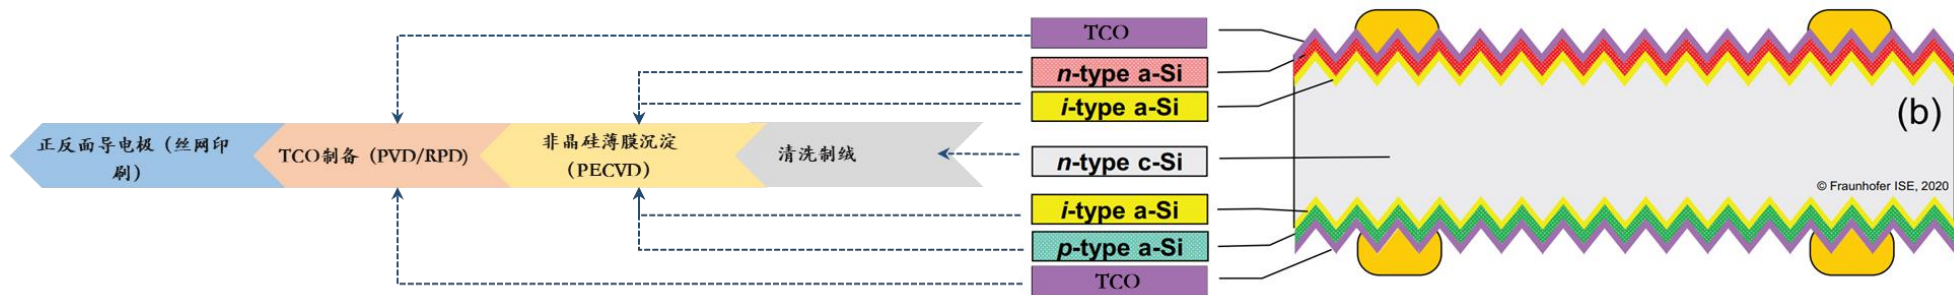 正反面导电极（丝网印
刷）
TCO制备（PVD/RPD)
非晶硅薄膜沉淀
（PECVD）
清洗制绒
TCO
n-type a-Si
i-type a-Si
n-type c-Si
i-type a-Si
p-type a-Si
TCO
(b)
© Fraunhofer ISE, 2020